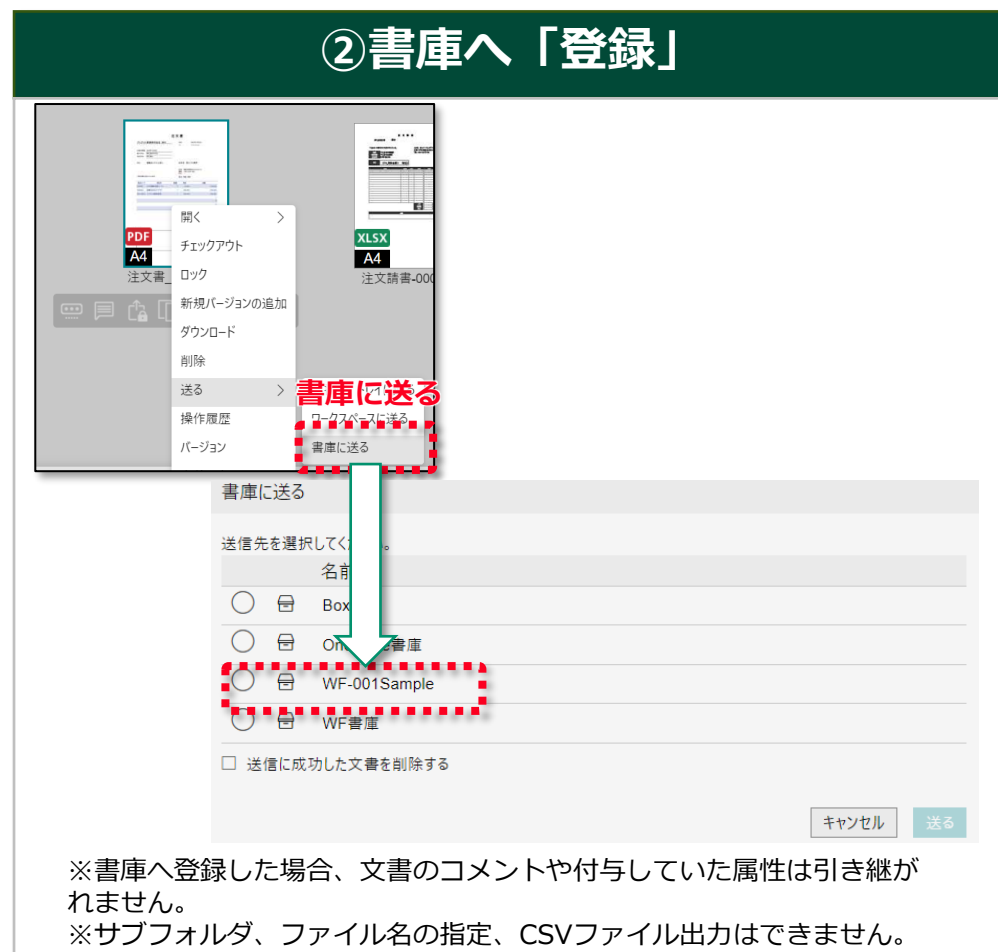 ②書庫へ「登録」
PDF
A4
注文書_
XLSX
A4
注文請書-000
開く
チェックアウト
ロック
新規バージョンの追加
ダウンロード
削除
送る
操作履歴
バージョン
書庫に送る
ワークスペースに送る
書庫に送る
書庫に送る
送信先を選択してく
名前
Box
書庫
WF-001Sample
WF書庫
送信に成功した文書を削除する
キャンセル 送る
※書庫へ登録した場合、文書のコメントや付与していた属性は引き継が
れません。
※サブフォルダ、ファイル名の指定、CSVファイル出力はできません。